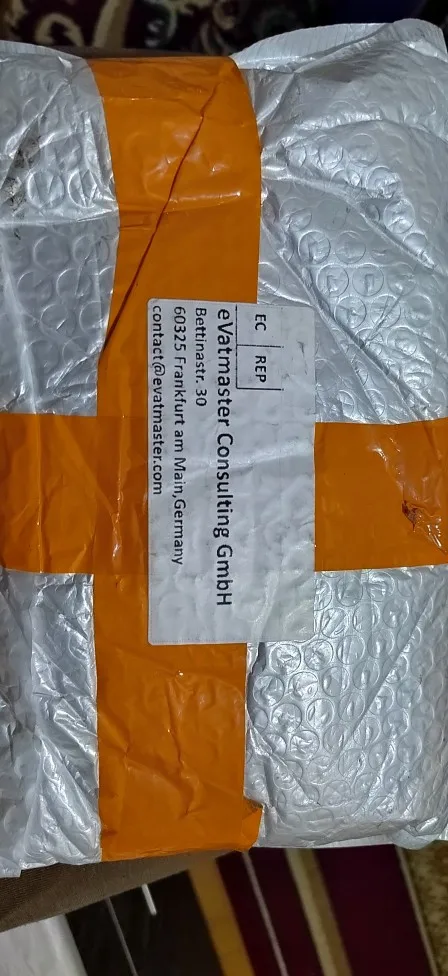 EC REP
eVatmaster Consulting GmbH
Bettinastr. 30
60325 Frankfurt am Main,Germany
contact@evatmaster.com